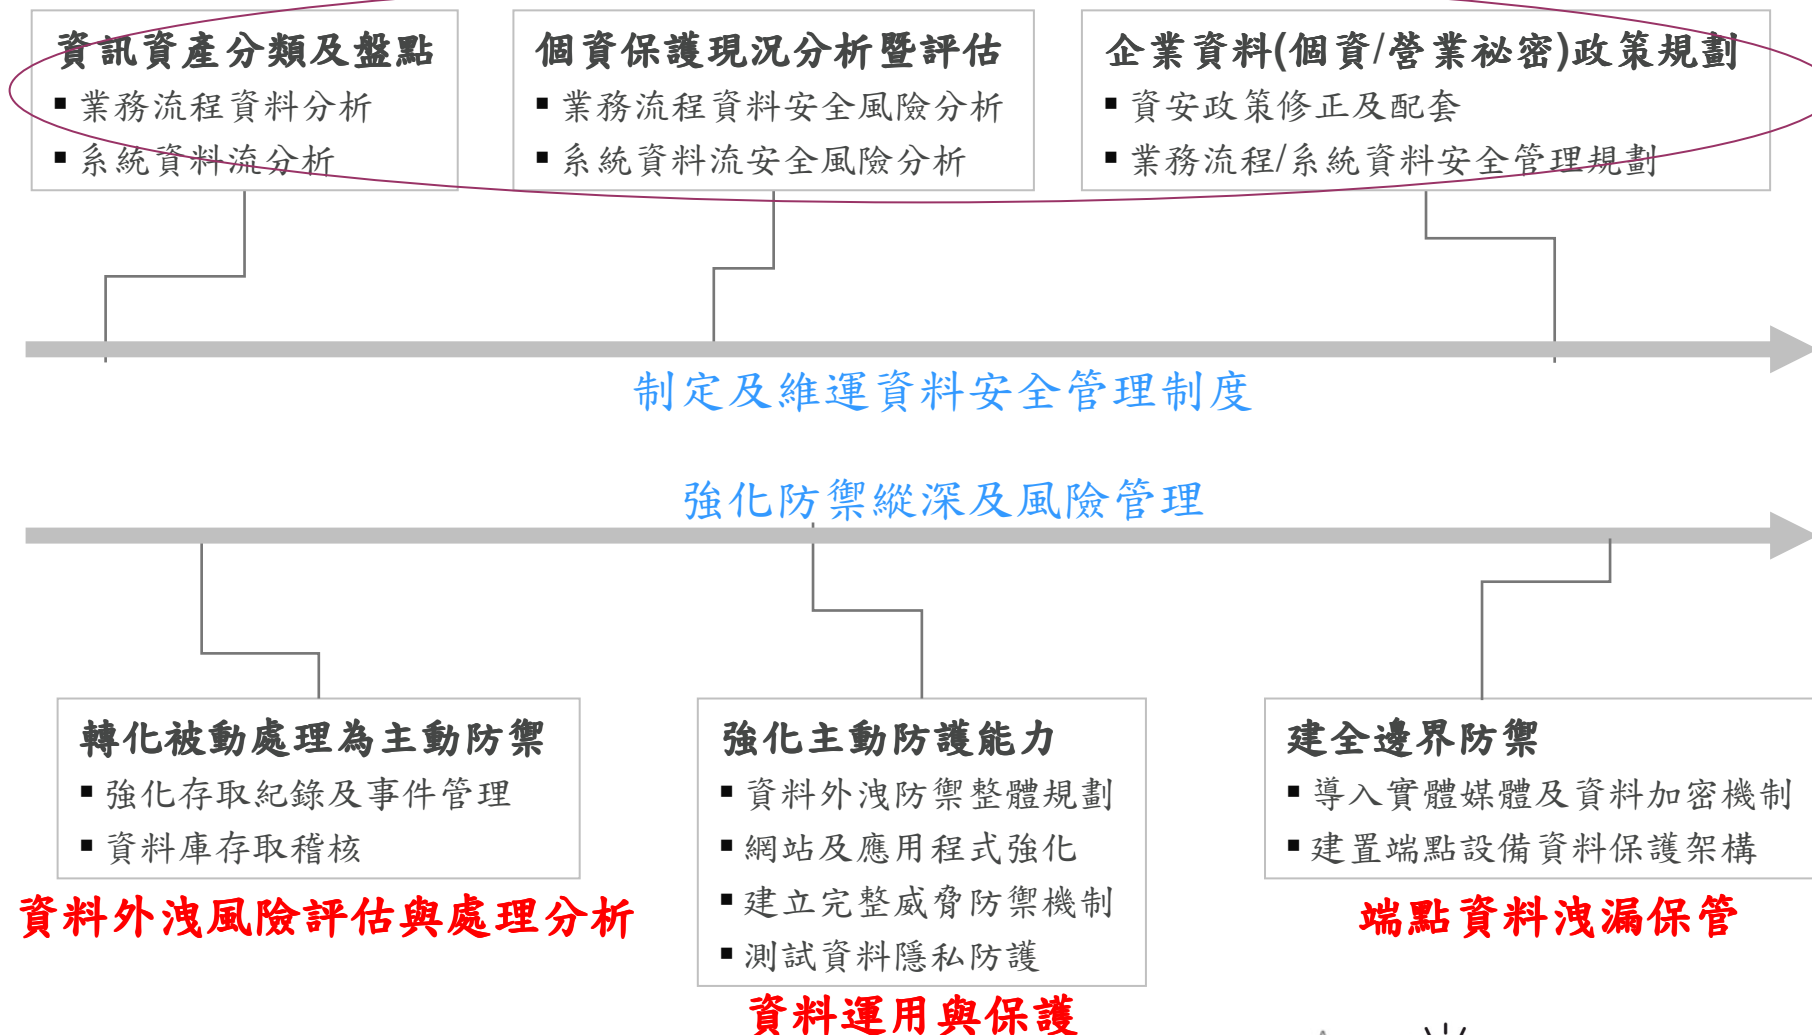 資訊資產分類及盤點
▪ 業務流程資料分析
▪ 系統資料流分析
個資保護現況分析暨評估
▪ 業務流程資料安全風險分析
▪ 系統資料流安全風險分析
企業資料(個資/營業祕密)政策規劃
▪ 資安政策修正及配套
▪ 業務流程/系統資料安全管理規劃
制定及維運資料安全管理制度
強化防禦縱深及風險管理
轉化被動處理為主動防禦
▪ 強化存取紀錄及事件管理
▪ 資料庫存取稽核
資料外洩風險評估與處理分析
強化主動防護能力
▪ 資料外洩防禦整體規劃
▪ 網站及應用程式強化
▪ 建立完整威脅防禦機制
▪ 測試資料隱私防護
資料運用與保護
建全邊界防禦
▪ 導入實體媒體及資料加密機制
▪ 建置端點設備資料保護架構
端點資料洩漏保管